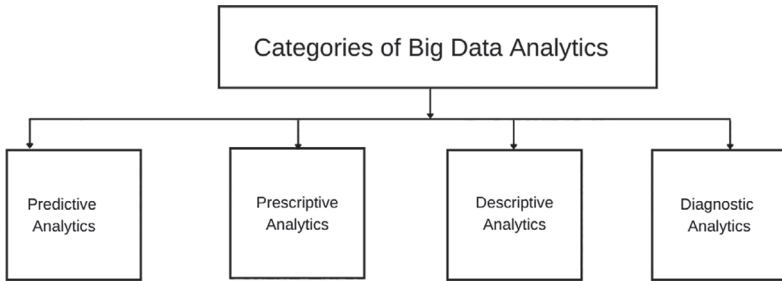 Categories of Big Data Analytics
Predictive
Analytics
Prescriptive
Analytics
Descriptive
Analytics
Diagnostic
Analytics